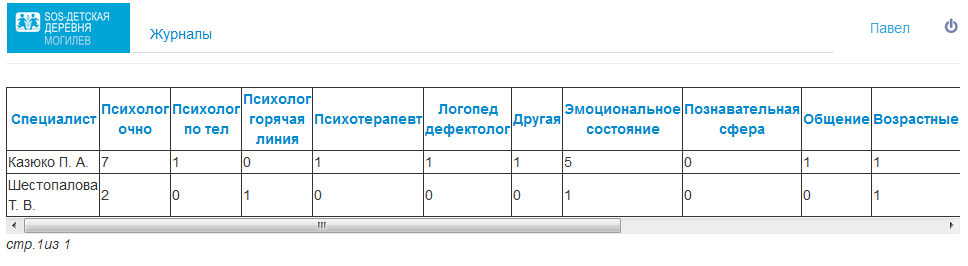 SOS-ДЕТСКАЯ
ДЕРЕВНЯ
МОГИЛЕВ
Журналы
Павел
Специалист Психолог очно Психолог по тел Психолог горячая линия Психотерапевт Логопед дефектолог Другая Эмоциональное состояние Познавательная сфера Общение Возрастные
Казюко П. А. 7 1 0 1 1 1 5 0 1 1
Шестопалова Т. В. 2 0 1 0 0 0 1 0 0 1
стр.1из 1